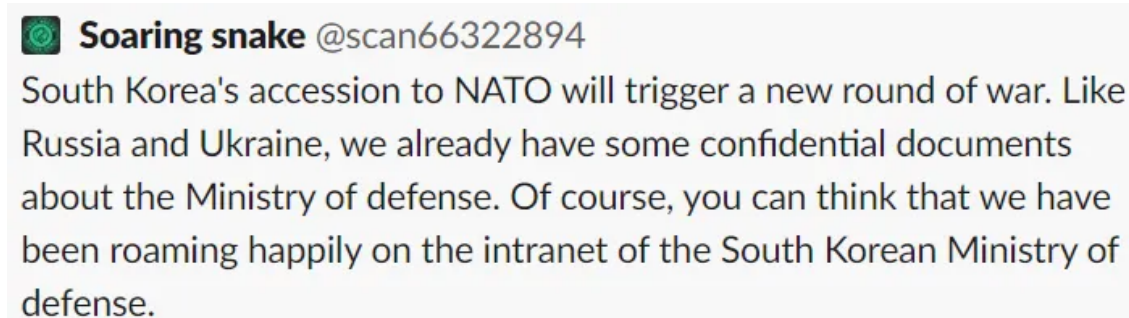 Soaring snake @scan66322894
South Korea's accession to NATO will trigger a new round of war. Like
Russia and Ukraine, we already have some confidential documents
about the Ministry of defense. Of course, you can think that we have
been roaming happily on the intranet of the South Korean Ministry of
defense.